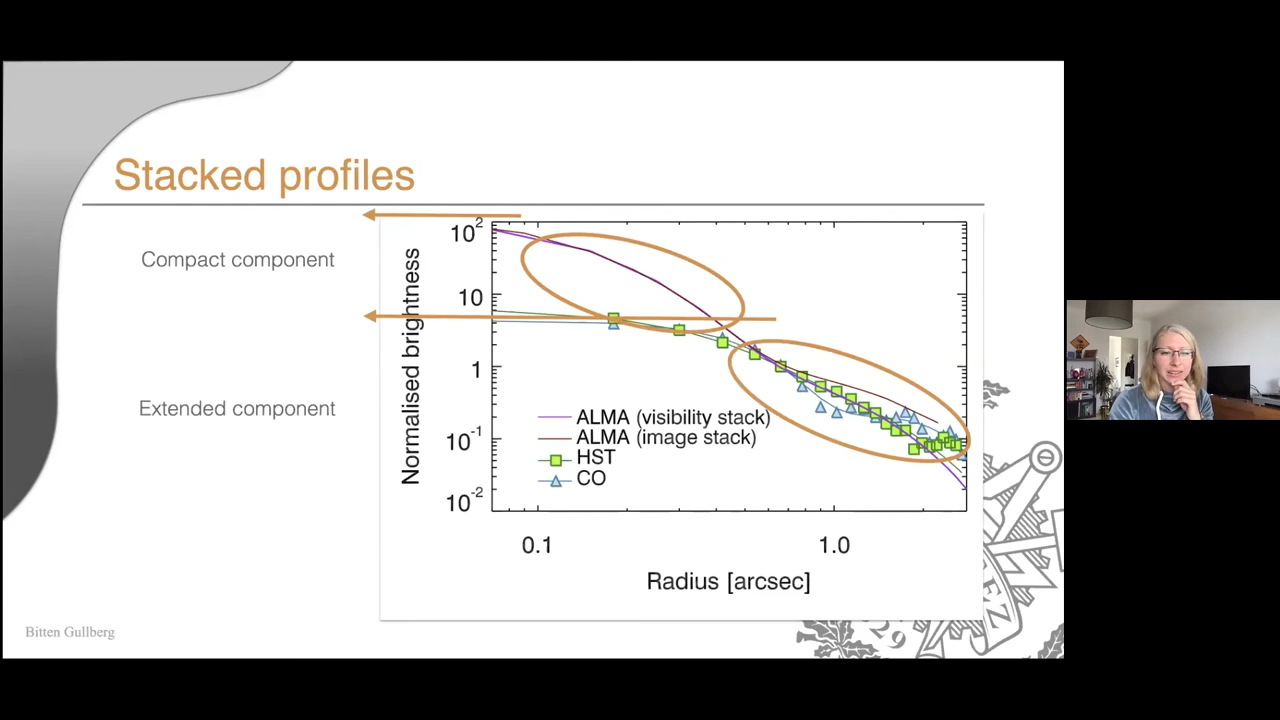 Stacked profiles
Compact component
Extended component
Normalised brightness
10²
10
1
10⁻¹
10⁻²
ALMA (visibility stack)
ALMA (image stack)
HST
CO
0.1
1.0
Radius [arcsec]
Bitten Gullberg
29